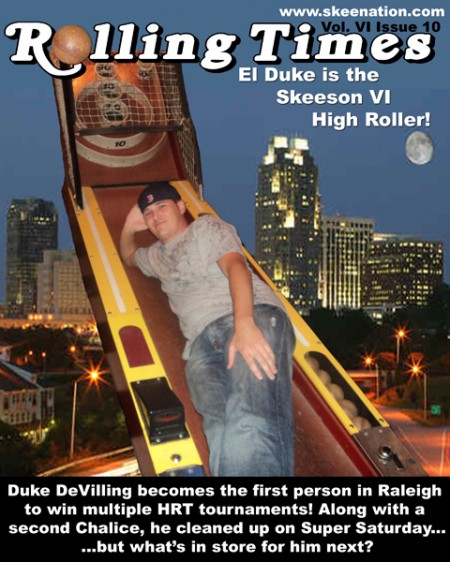 www.skeenation.com
Vol. VI Issue 10
Rolling Times
El Duke is the
Skeeson VI
High Roller!
10
Duke DeVilling becomes the first person in Raleigh
to win multiple HRT tournaments! Along with a
second Chalice, he cleaned up on Super Saturday...
...but what's in store for him next?